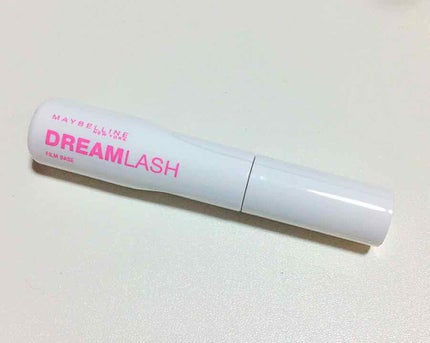 MAYBELLINE
NEW YORK
DREAMLASH
FILM BASE